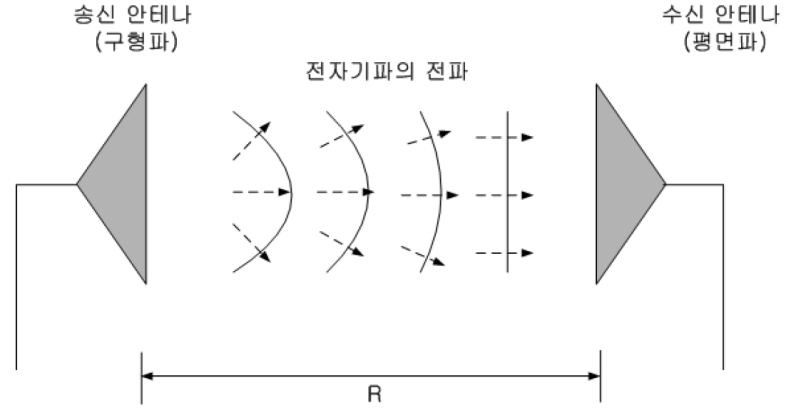 송신 안테나
(구형파)
수신 안테나
(평면파)
전자기파의 전파
R